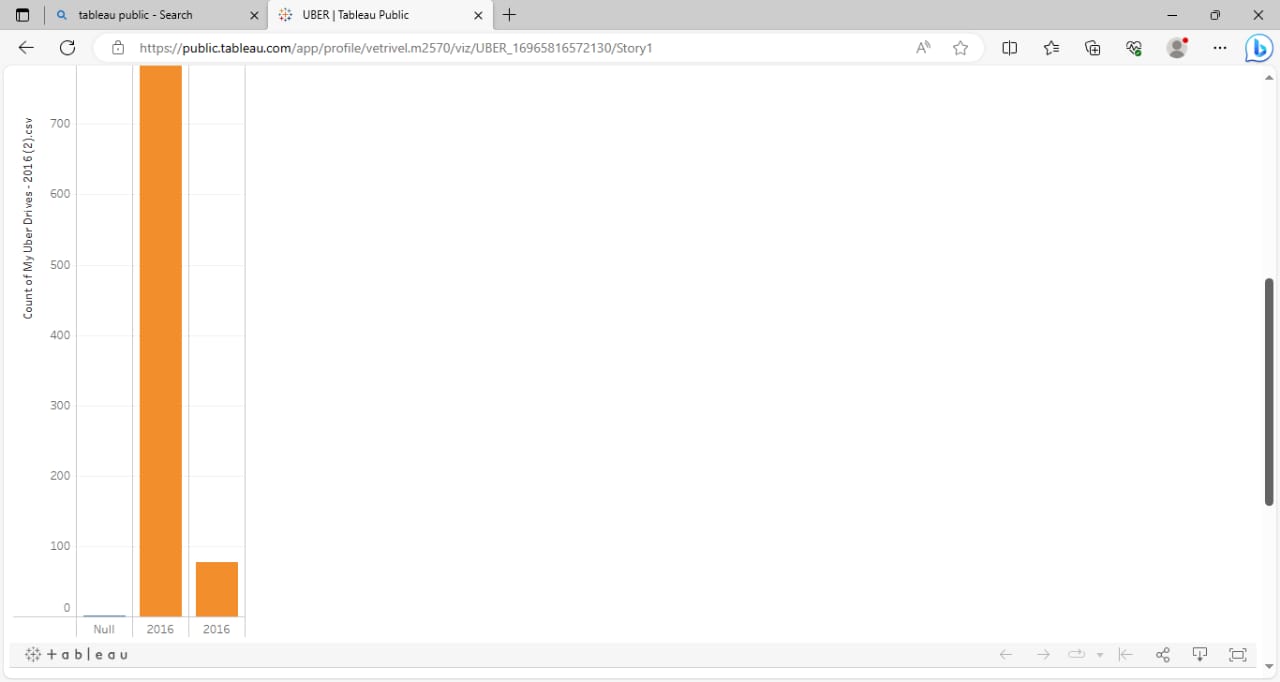 tableau public - Search
UBER | Tableau Public
https://public.tableau.com/app/profile/vetrivel.m2570/viz/UBER_16965816572130/Story1
Count of My Uber Drives - 2016 (2).csv
700
600
500
400
300
200
100
0
Null 2016 2016
+ a b | e a u